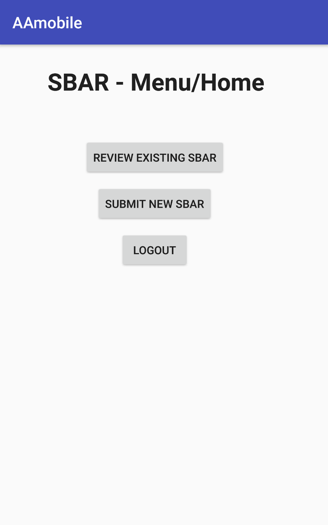 AAmobile
SBAR - Menu/Home
REVIEW EXISTING SBAR
SUBMIT NEW SBAR
LOGOUT